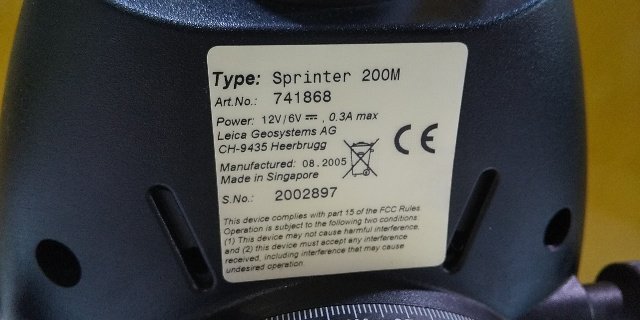 Type: Sprinter 200M
Art.No.: 741868
Power: 12V/6V ⎓, 0.3A max
Leica Geosystems AG
CH-9435 Heerbrugg
CE
Manufactured: 08.2005
Made in Singapore
S.No.: 2002897
This device complies with part 15 of the FCC Rules
Operation is subject to the following two conditions
(1) This device may not cause harmful interference,
and (2) this device must accept any interference
received, including interference that may cause
undesired operation.